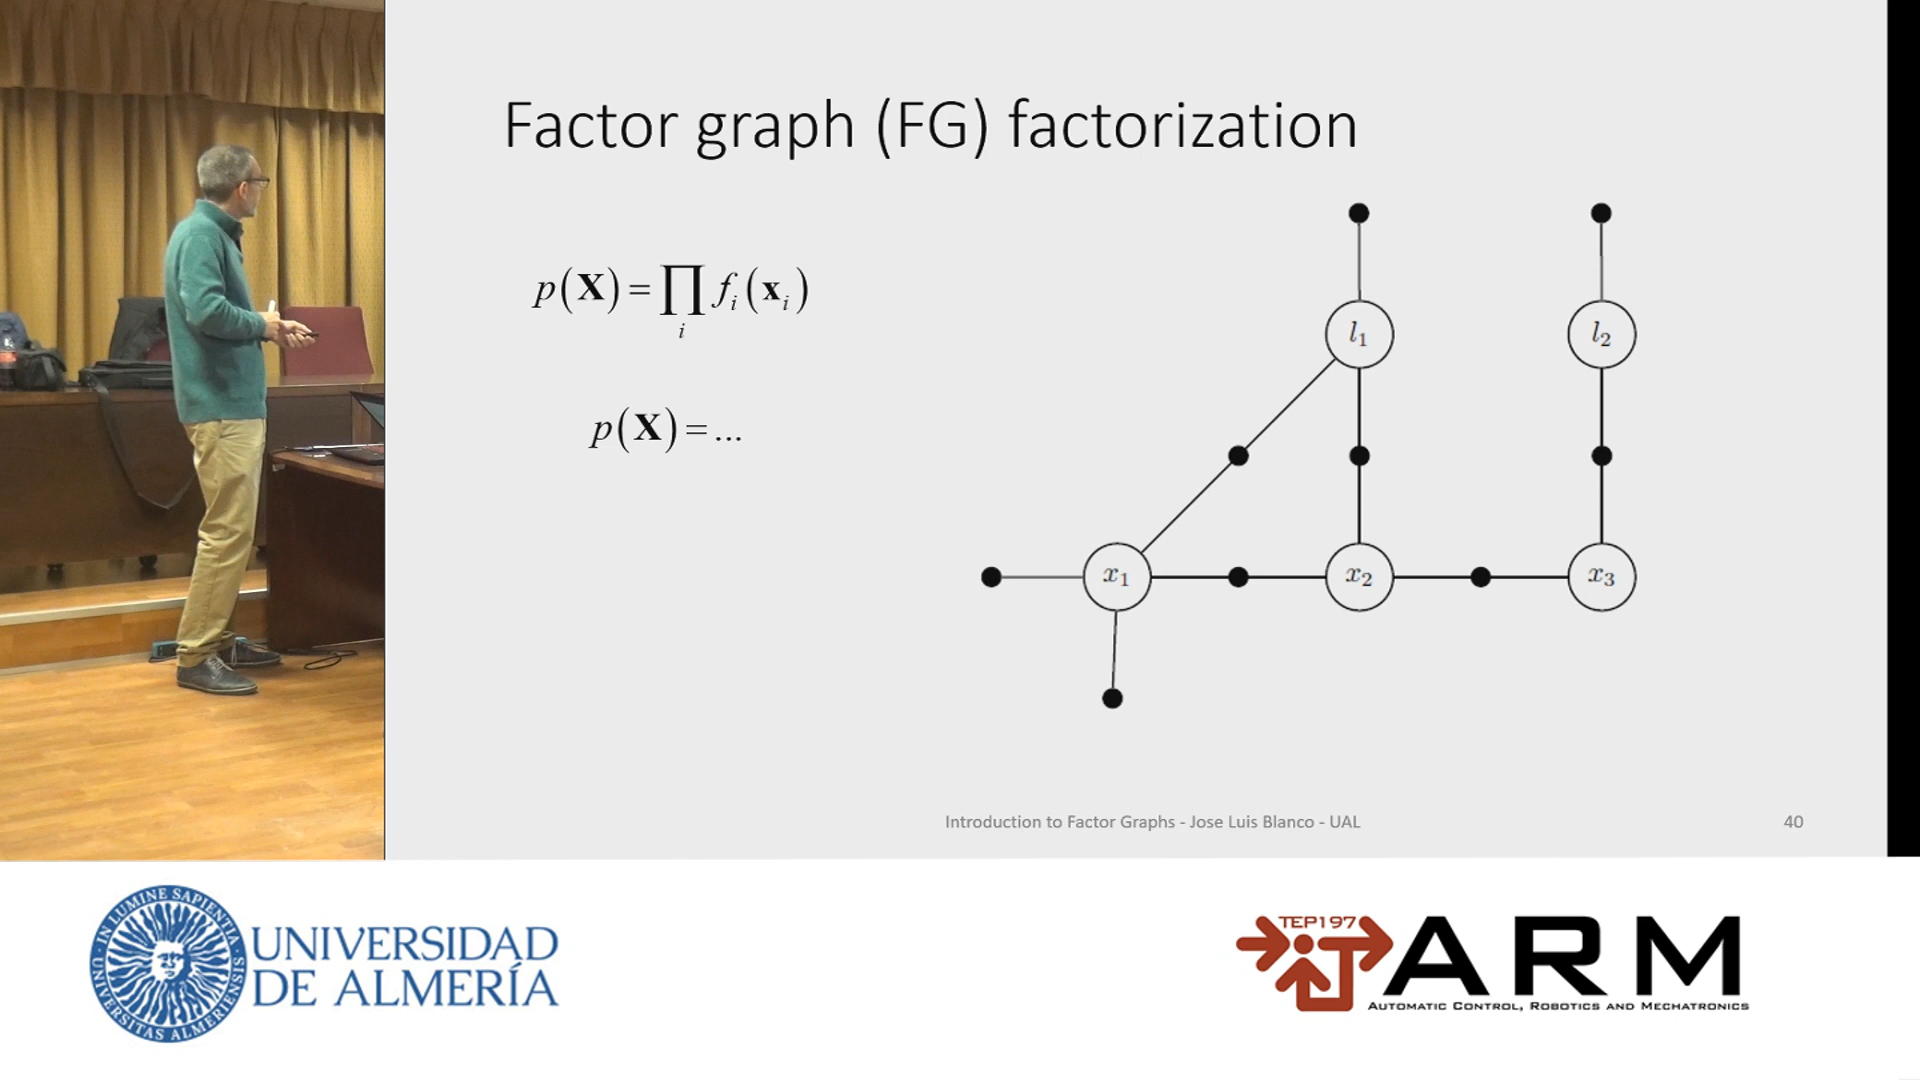 Factor graph (FG) factorization
p(X) = ∏ f_i(x_i)
i
p(X) = ...
l₁
l₂
x₁
x₂
x₃
Introduction to Factor Graphs - Jose Luis Blanco - UAL
40
IN LUMINE SAPIENTIA
UNIVERSITAS ALMERIENSIS
UNIVERSIDAD
DE ALMERÍA
TEP197
ARM
AUTOMATIC CONTROL, ROBOTICS AND MECHATRONICS